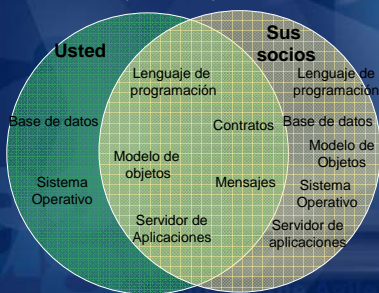 Usted
Sus
socios
Lenguaje de
programación
Lenguaje de
programación
Base de datos
Contratos
Base de datos
Modelo de
objetos
Modelo de
Objetos
Mensajes
Sistema
Operativo
Sistema
Operativo
Servidor de
Aplicaciones
Servidor de
aplicaciones